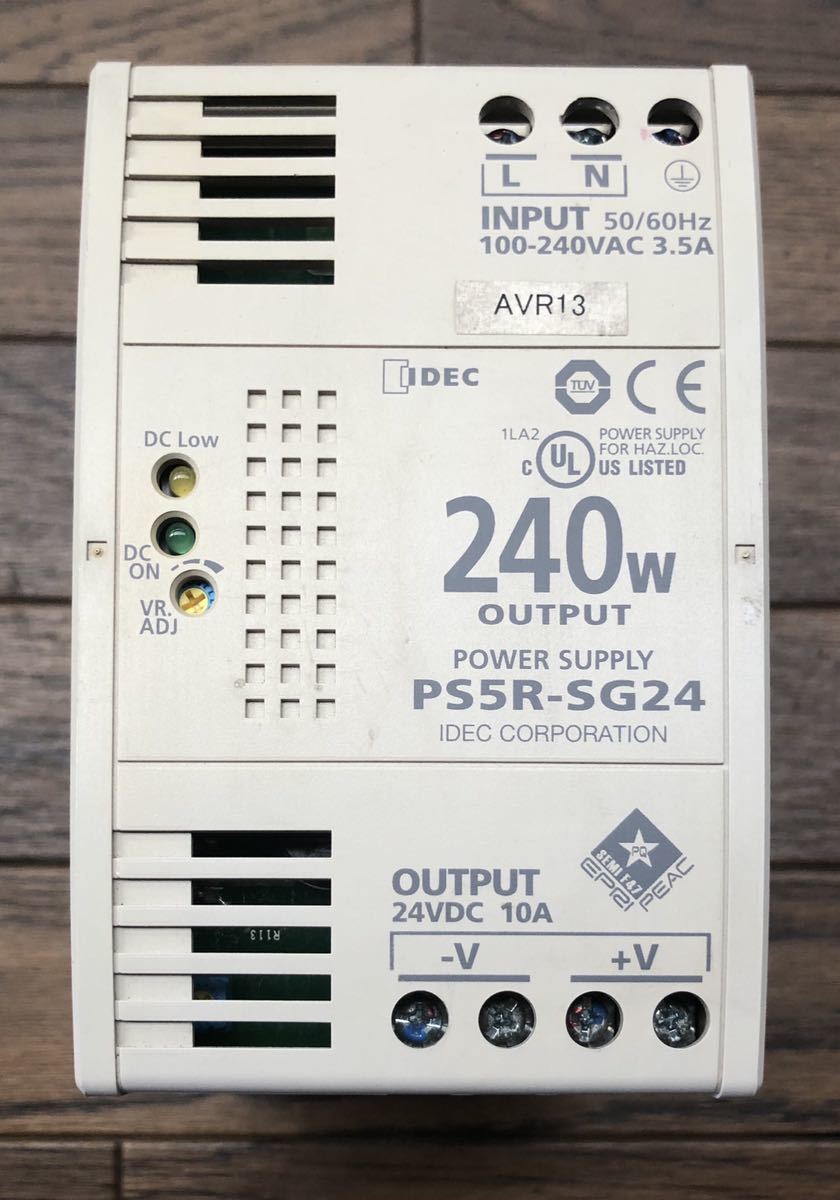 L N
INPUT 50/60Hz
100-240VAC 3.5A
AVR13
IDEC
TUV
CE
DC Low
1LA2
C UL US LISTED
POWER SUPPLY
FOR HAZ.LOC.
DC
ON
VR.
ADJ
240W
OUTPUT
POWER SUPPLY
PS5R-SG24
IDEC CORPORATION
PQ
SEMI F47
EPRI PEAC
OUTPUT
24VDC 10A
-V +V
R113